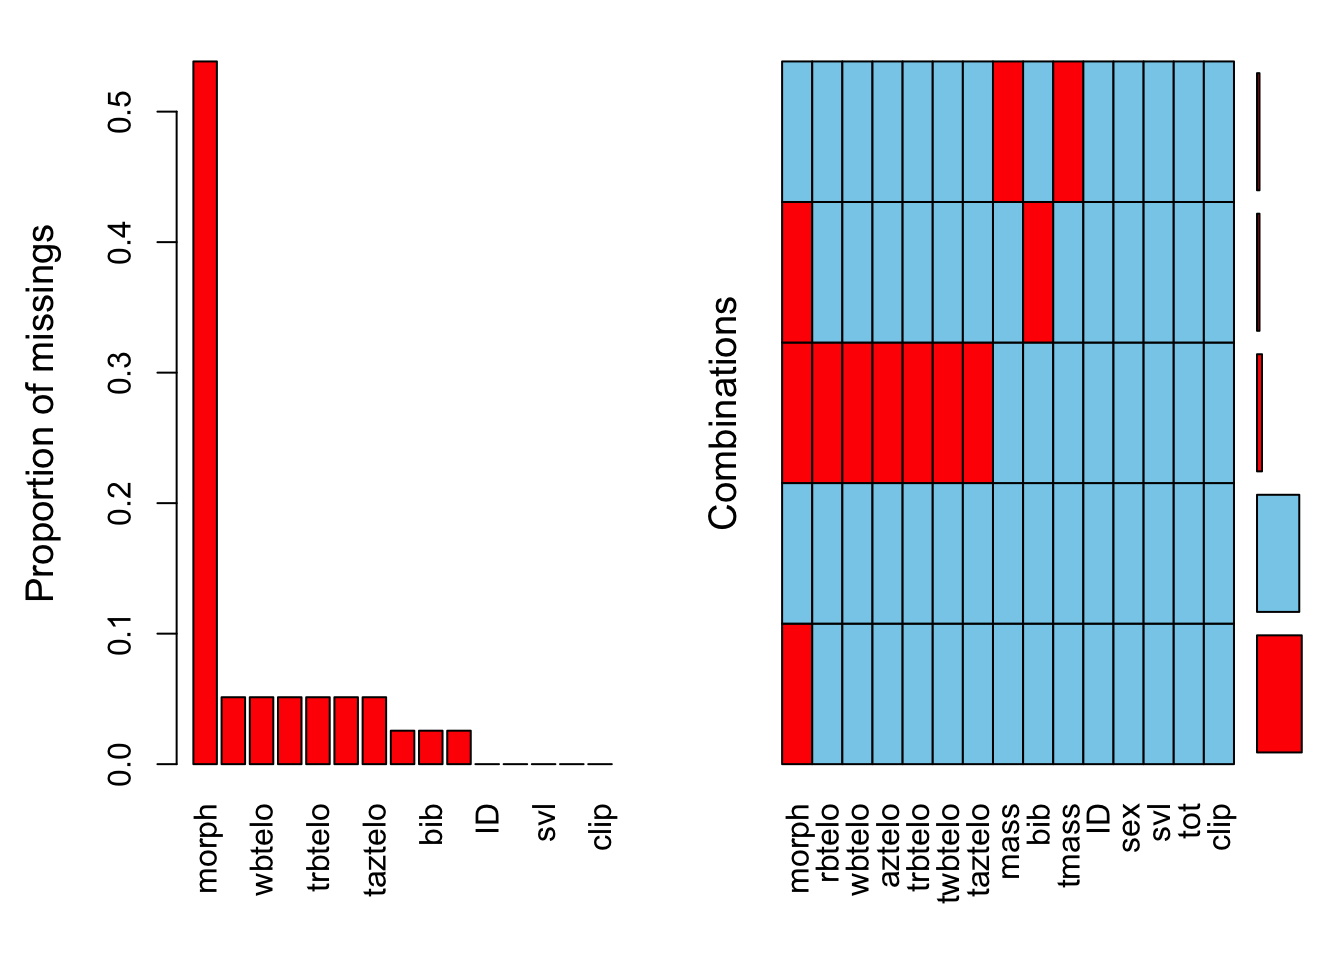 Proportion of missings
0.5
0.4
0.3
0.2
0.1
0.0
morph
wbtelo
trbtelo
taztelo
bib
ID
svl
clip
Combinations
morph
rbtelo
wbtelo
aztelo
trbtelo
twbtelo
taztelo
mass
bib
tmass
ID
sex
svl
tot
clip